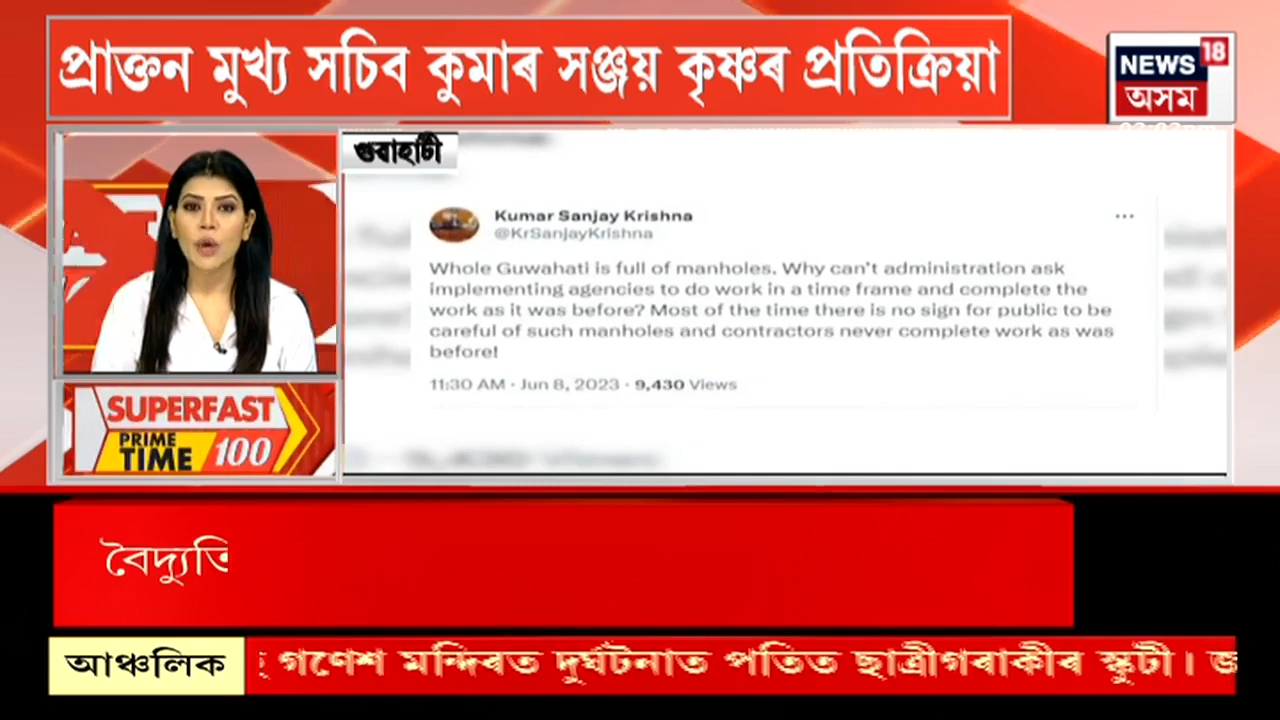 প্ৰাক্তন মুখ্য সচিব কুমাৰ সঞ্জয় কৃষ্ণৰ প্ৰতিক্ৰিয়া
NEWS 18
অসম
গুৱাহাটী
Kumar Sanjay Krishna
@KrSanjayKrishna
Whole Guwahati is full of manholes. Why can't administration ask
implementing agencies to do work in a time frame and complete the
work as it was before? Most of the time there is no sign for public to be
careful of such manholes and contractors never complete work as was
before!
11:30 AM · Jun 8, 2023 · 9,430 Views
SUPERFAST
PRIME
TIME 100
বৈদ্যুতি
আঞ্চলিক
গণেশ মন্দিৰত দুৰ্ঘটনাত পতিত ছাত্ৰীগৰাকীৰ স্কুটী।